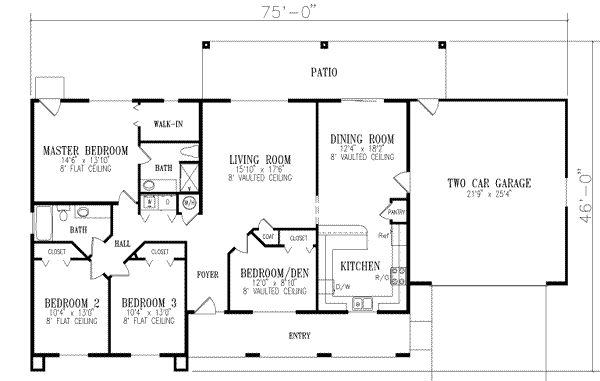 75'-0"
PATIO
WALK-IN
MASTER BEDROOM
14'6" x 13'10"
8' FLAT CEILING
BATH
LIVING ROOM
15'10" x 17'6"
8' VAULTED CEILING
DINING ROOM
12'4" x 18'2"
8' VAULTED CEILING
TWO CAR GARAGE
21'9" x 25'4"
46'-0"
W
D
W/H
PANTRY
BATH
HALL
Ref
COAT
CLOSET
CLOSET
CLOSET
FOYER
BEDROOM/DEN
12'0" x 8'10"
8' VAULTED CEILING
KITCHEN
R/G
D/W
BEDROOM 2
10'4" x 13'0"
8' FLAT CEILING
BEDROOM 3
10'4" x 13'0"
8' FLAT CEILING
ENTRY